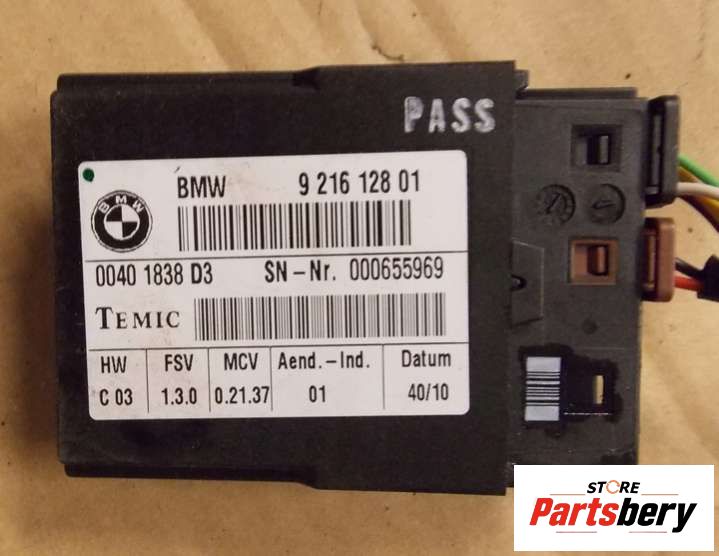 PASS
BMW 9 216 128 01
BMW
0040 1838 D3 SN-Nr. 000655969
TEMIC
HW FSV MCV Aend.-Ind. Datum
C 03 1.3.0 0.21.37 01 40/10
STORE
Partsbery